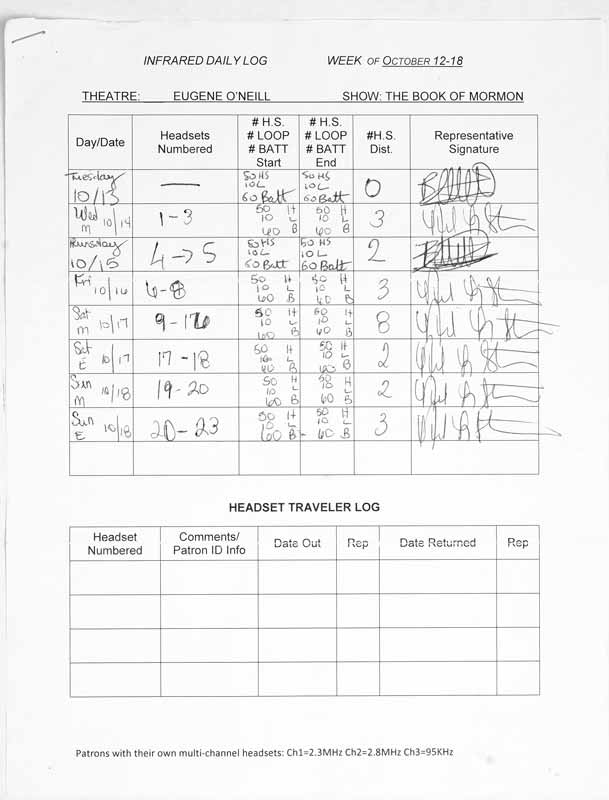 INFRARED DAILY LOG WEEK OF OCTOBER 12-18
THEATRE: EUGENE O'NEILL SHOW: THE BOOK OF MORMON
Day/Date Headsets Numbered # H.S. # LOOP # BATT Start # H.S. # LOOP # BATT End #H.S. Dist. Representative Signature
Tuesday 10/13 — 50 HS 10 L 60 Batt 50 HS 10 L 60 Batt 0
Wed M 10/14 1-3 50 H 10 L 60 B 50 H 10 L 60 B 3
Thursday 10/15 4→5 50 HS 10 L 60 Batt 50 HS 10 L 60 Batt 2
Fri 10/16 6-8 50 H 10 L 60 B 50 H 10 L 60 B 3
Sat M 10/17 9-16 50 H 10 L 60 B 50 H 10 L 60 B 8
Sat E 10/17 17-18 50 H 10 L 60 B 50 H 10 L 60 B 2
Sun M 10/18 19-20 50 H 10 L 60 B 50 H 10 L 60 B 2
Sun E 10/18 20-23 50 H 10 L 60 B 50 H 10 L 60 B 3
HEADSET TRAVELER LOG
Headset Numbered Comments/ Patron ID Info Date Out Rep Date Returned Rep
Patrons with their own multi-channel headsets: Ch1=2.3MHz Ch2=2.8MHz Ch3=95KHz